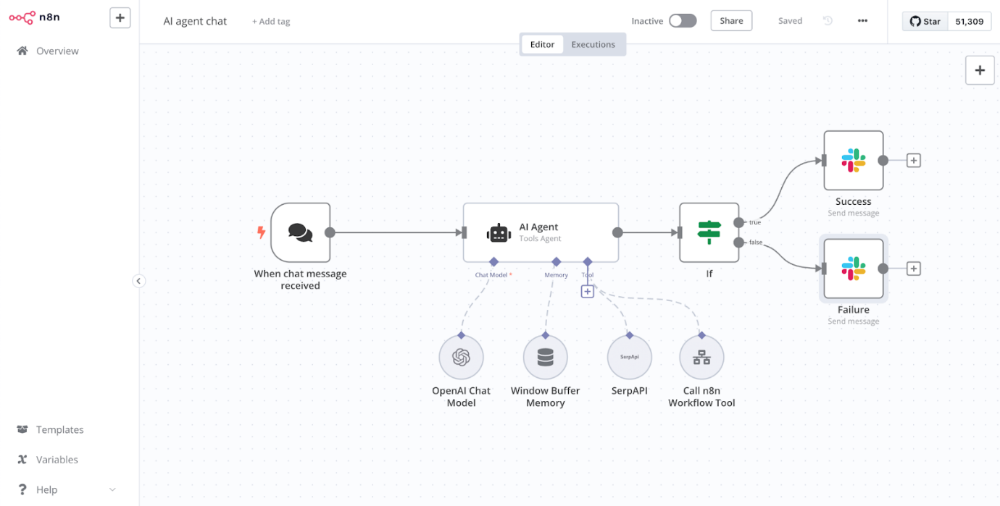 n8n
AI agent chat
+ Add tag
Inactive
Share
Saved
Star
51,309
Overview
Editor
Executions
Success
Send message
true
false
AI Agent
Tools Agent
When chat message
received
Chat Model *
Memory
Tool
If
Failure
Send message
SerpApi
OpenAI Chat
Model
Window Buffer
Memory
SerpAPI
Call n8n
Workflow Tool
Templates
Variables
Help